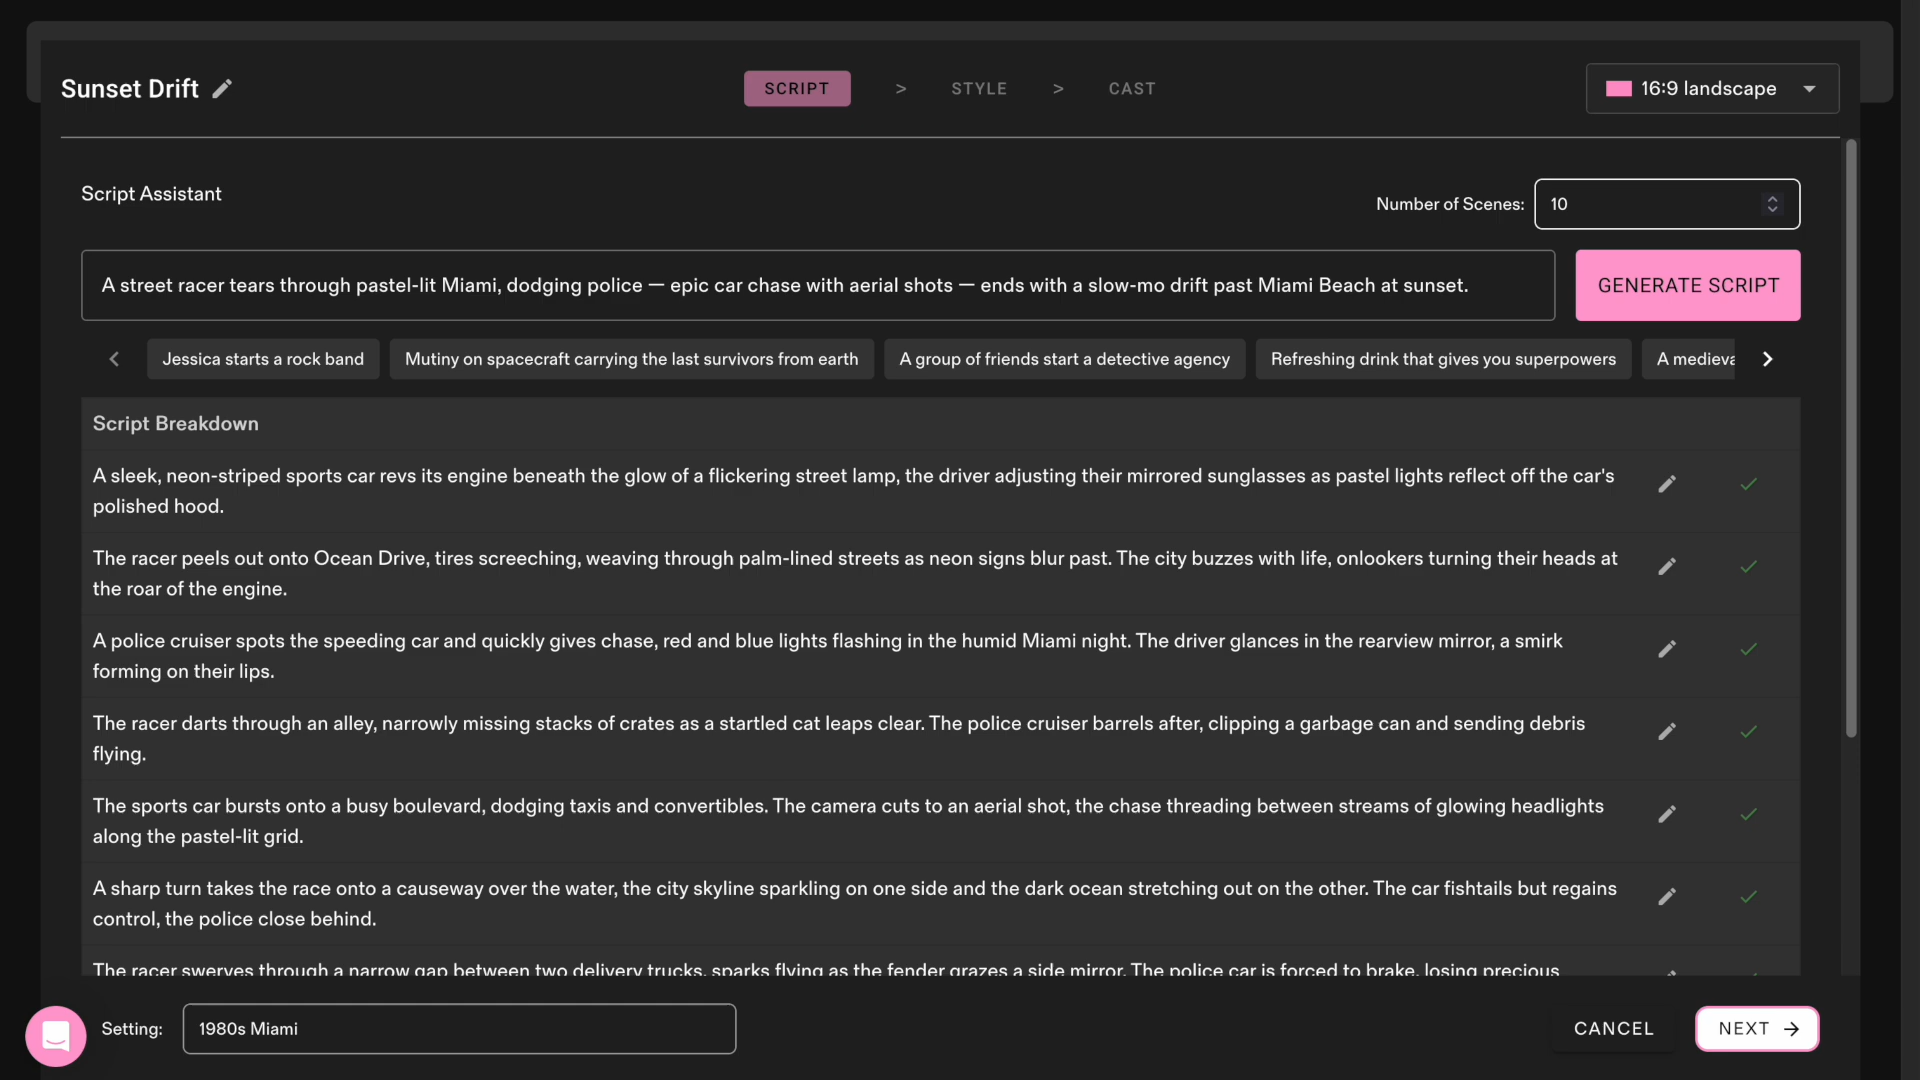 Sunset Drift
SCRIPT > STYLE > CAST
16:9 landscape
Script Assistant
Number of Scenes: 10
A street racer tears through pastel-lit Miami, dodging police — epic car chase with aerial shots — ends with a slow-mo drift past Miami Beach at sunset.
GENERATE SCRIPT
Jessica starts a rock band
Mutiny on spacecraft carrying the last survivors from earth
A group of friends start a detective agency
Refreshing drink that gives you superpowers
A medieva
Script Breakdown
A sleek, neon-striped sports car revs its engine beneath the glow of a flickering street lamp, the driver adjusting their mirrored sunglasses as pastel lights reflect off the car's
polished hood.
The racer peels out onto Ocean Drive, tires screeching, weaving through palm-lined streets as neon signs blur past. The city buzzes with life, onlookers turning their heads at
the roar of the engine.
A police cruiser spots the speeding car and quickly gives chase, red and blue lights flashing in the humid Miami night. The driver glances in the rearview mirror, a smirk
forming on their lips.
The racer darts through an alley, narrowly missing stacks of crates as a startled cat leaps clear. The police cruiser barrels after, clipping a garbage can and sending debris
flying.
The sports car bursts onto a busy boulevard, dodging taxis and convertibles. The camera cuts to an aerial shot, the chase threading between streams of glowing headlights
along the pastel-lit grid.
A sharp turn takes the race onto a causeway over the water, the city skyline sparkling on one side and the dark ocean stretching out on the other. The car fishtails but regains
control, the police close behind.
The racer swerves through a narrow gap between two delivery trucks, sparks flying as the fender grazes a side mirror. The police car is forced to brake, losing precious
Setting: 1980s Miami
CANCEL
NEXT